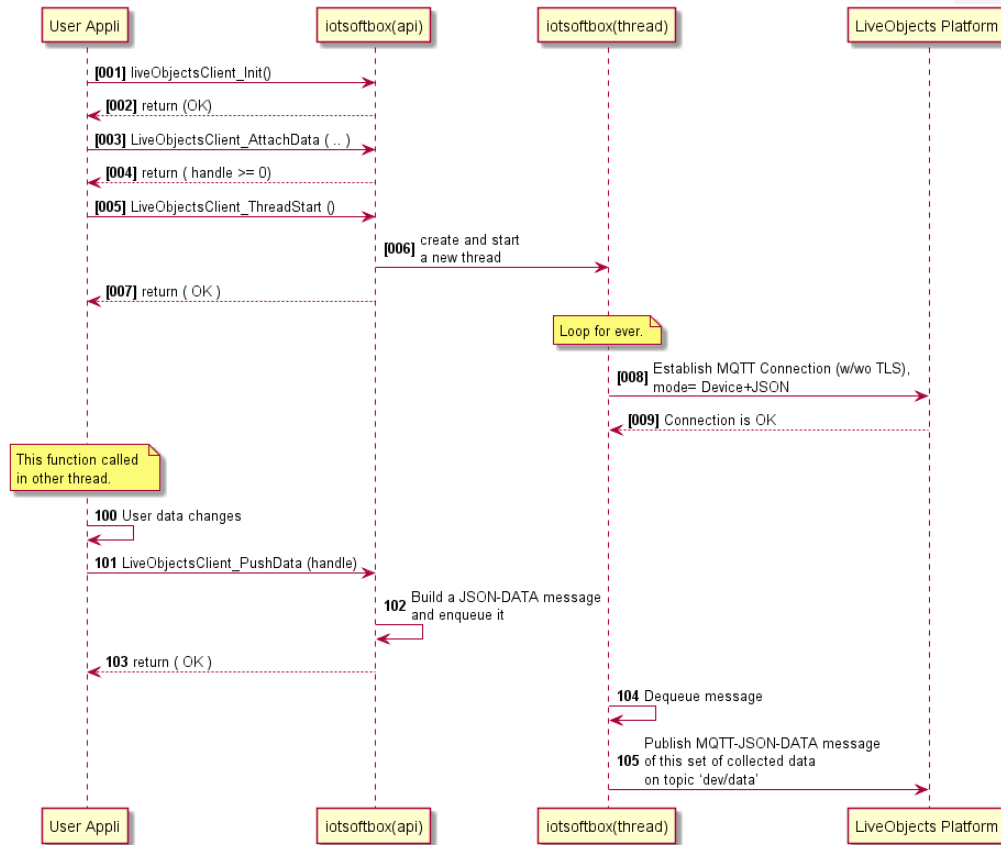 User Appli
iotsoftbox(api)
iotsoftbox(thread)
LiveObjects Platform
[001] liveObjectsClient_Init()
[002] return (OK)
[003] LiveObjectsClient_AttachData ( .. )
[004] return ( handle >= 0)
[005] LiveObjectsClient_ThreadStart ()
[006] create and start
a new thread
[007] return ( OK )
Loop for ever.
[008] Establish MQTT Connection (w/wo TLS),
mode= Device+JSON
[009] Connection is OK
This function called
in other thread.
100 User data changes
101 LiveObjectsClient_PushData (handle)
102 Build a JSON-DATA message
and enqueue it
103 return ( OK )
104 Dequeue message
105 Publish MQTT-JSON-DATA message
of this set of collected data
on topic ‘dev/data’
User Appli
iotsoftbox(api)
iotsoftbox(thread)
LiveObjects Platform